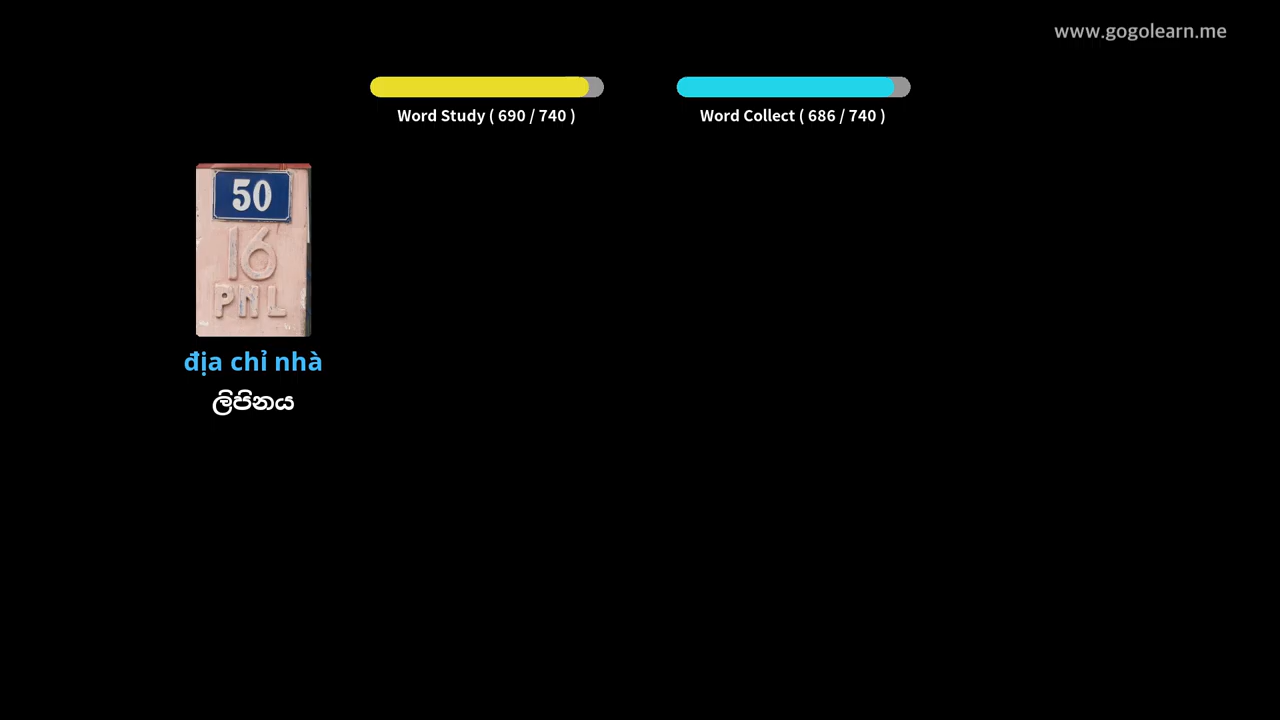 www.gogolearn.me
Word Study ( 690 / 740 )
Word Collect ( 686 / 740 )
50
16
PNL
địa chỉ nhà
ලිපිනය